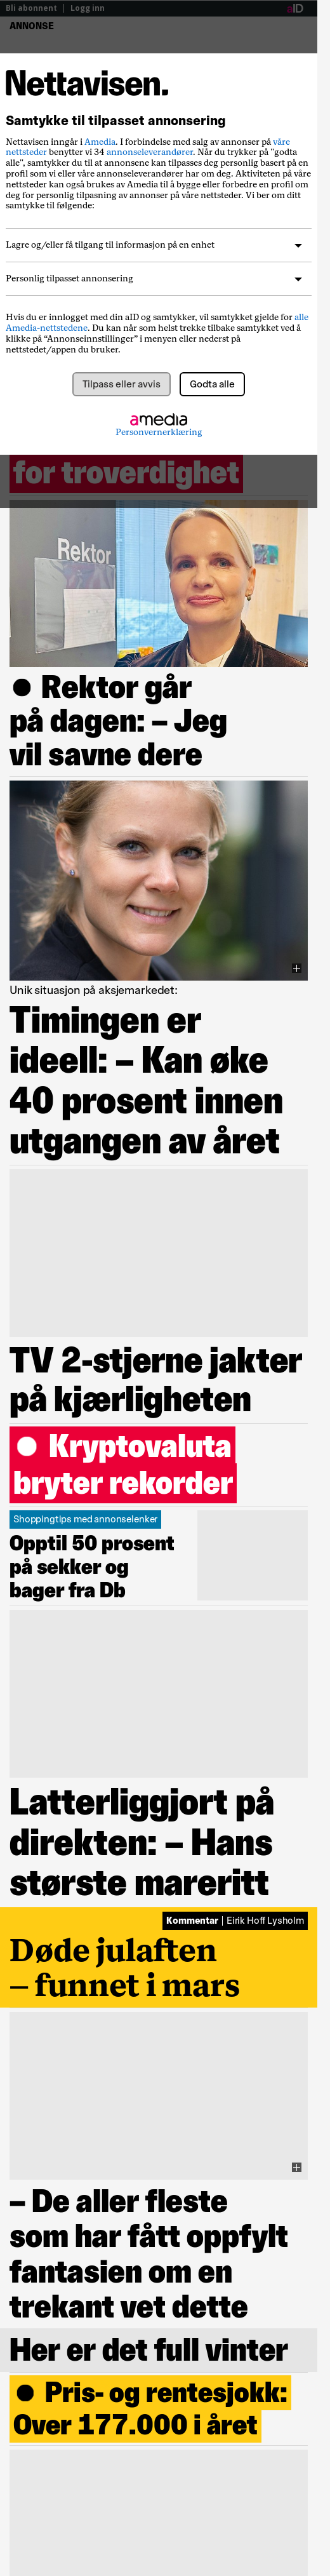 Bli abonnent | Logg inn
aID
ANNONSE
Nettavisen.
Samtykke til tilpasset annonsering
Nettavisen inngår i Amedia. I forbindelse med salg av annonser på våre
nettsteder benytter vi 34 annonseleverandører. Når du trykker på "godta
alle", samtykker du til at annonser kan tilpasses deg personlig basert på en
profil som vi eller våre annonseleverandører har om deg. Aktiviteten på våre
nettsteder kan også brukes av Amedia til å bygge eller forbedre en profil om
deg for personlig tilpasning av annonser på våre nettsteder. Vi ber om ditt
samtykke til følgende:
Lagre og/eller få tilgang til informasjon på en enhet
Personlig tilpasset annonsering
Hvis du er innlogget med din aID og samtykker, vil samtykket gjelde for alle
Amedia-nettstedene. Du kan når som helst trekke tilbake samtykket ved å
klikke på “Annonseinnstillinger” i menyen eller nederst på
nettstedet/appen du bruker.
Tilpass eller avvis
Godta alle
amedia
Personvernerklæring
for troverdighet
Rektor
● Rektor går
på dagen: – Jeg
vil savne dere
Unik situasjon på aksjemarkedet:
Timingen er
ideell: – Kan øke
40 prosent innen
utgangen av året
TV 2-stjerne jakter
på kjærligheten
● Kryptovaluta
bryter rekorder
Shoppingtips med annonselenker
Opptil 50 prosent
på sekker og
bager fra Db
Latterliggjort på
direkten: – Hans
største mareritt
Kommentar | Eirik Hoff Lysholm
Døde julaften
– funnet i mars
– De aller fleste
som har fått oppfylt
fantasien om en
trekant vet dette
Her er det full vinter
● Pris- og rentesjokk:
Over 177.000 i året